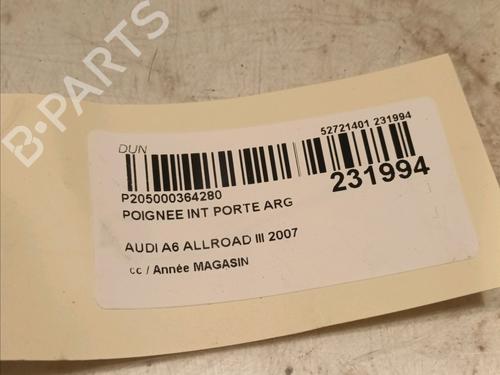 B-PARTS
DUN
52721401 231994
P205000364280
231994
POIGNEE INT PORTE ARG
AUDI A6 ALLROAD III 2007
cc / Année MAGASIN